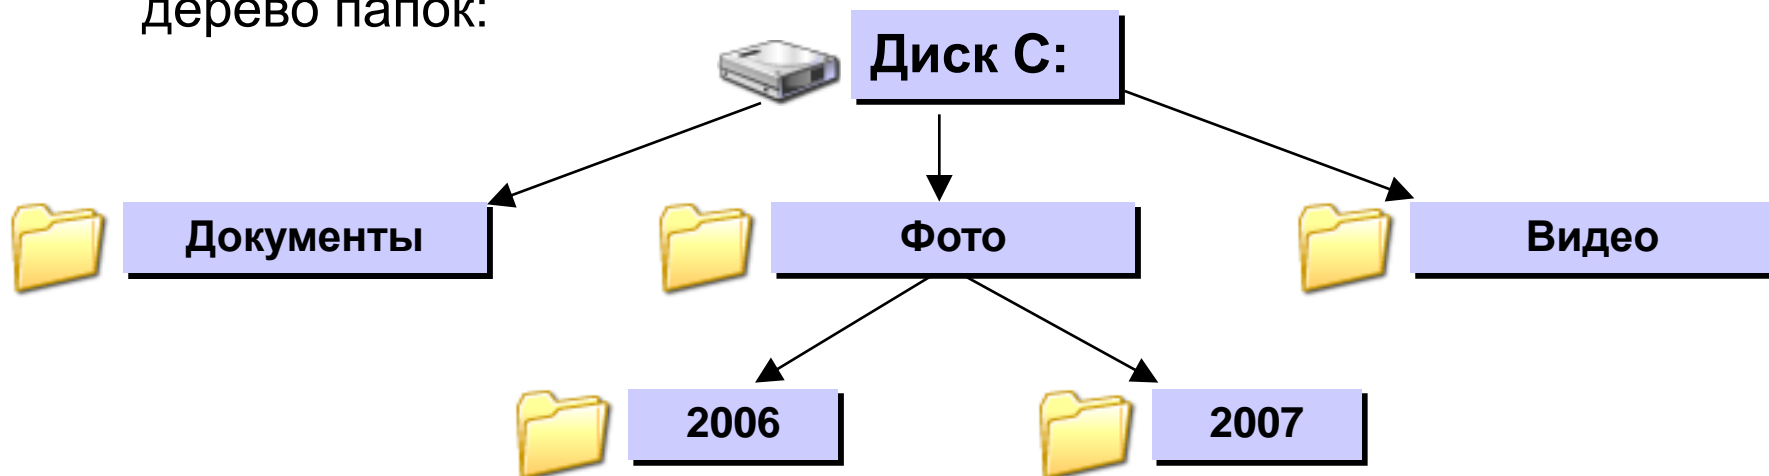 дерево папок:
Диск C:
Документы
Фото
Видео
2006
2007